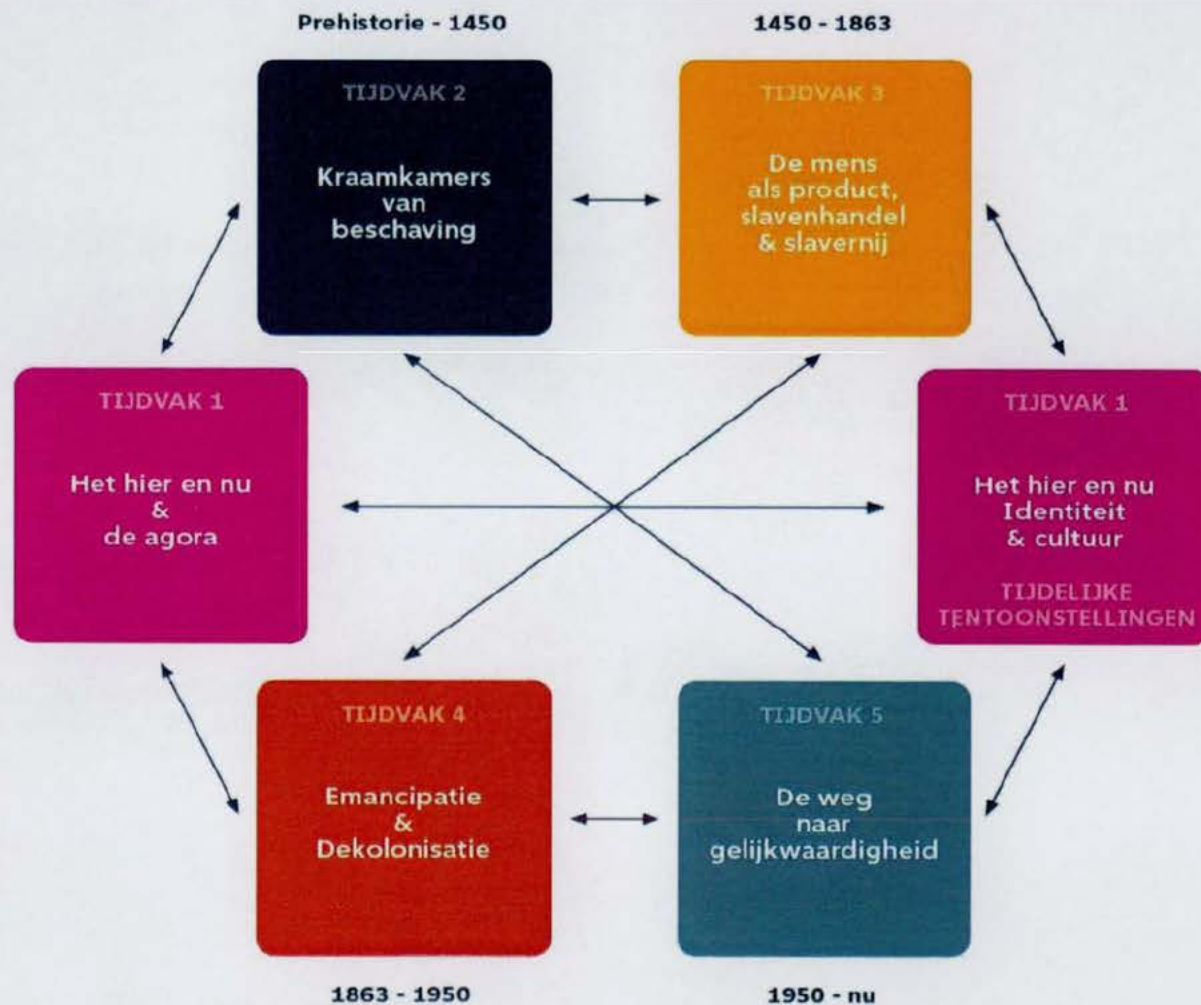 Prehistorie - 1450
1450 - 1863
TIJDVAK 2
Kraamkamers
van
beschaving
TIJDVAK 3
De mens
als product,
slavenhandel
& slavernij
TIJDVAK 1
Het hier en nu
&
de agora
TIJDVAK 1
Het hier en nu
Identiteit
& cultuur
TIJDELIJKE
TENTOONSTELLINGEN
TIJDVAK 4
Emancipatie
&
Dekolonisatie
TIJDVAK 5
De weg
naar
gelijkwaardigheid
1863 - 1950
1950 - nu